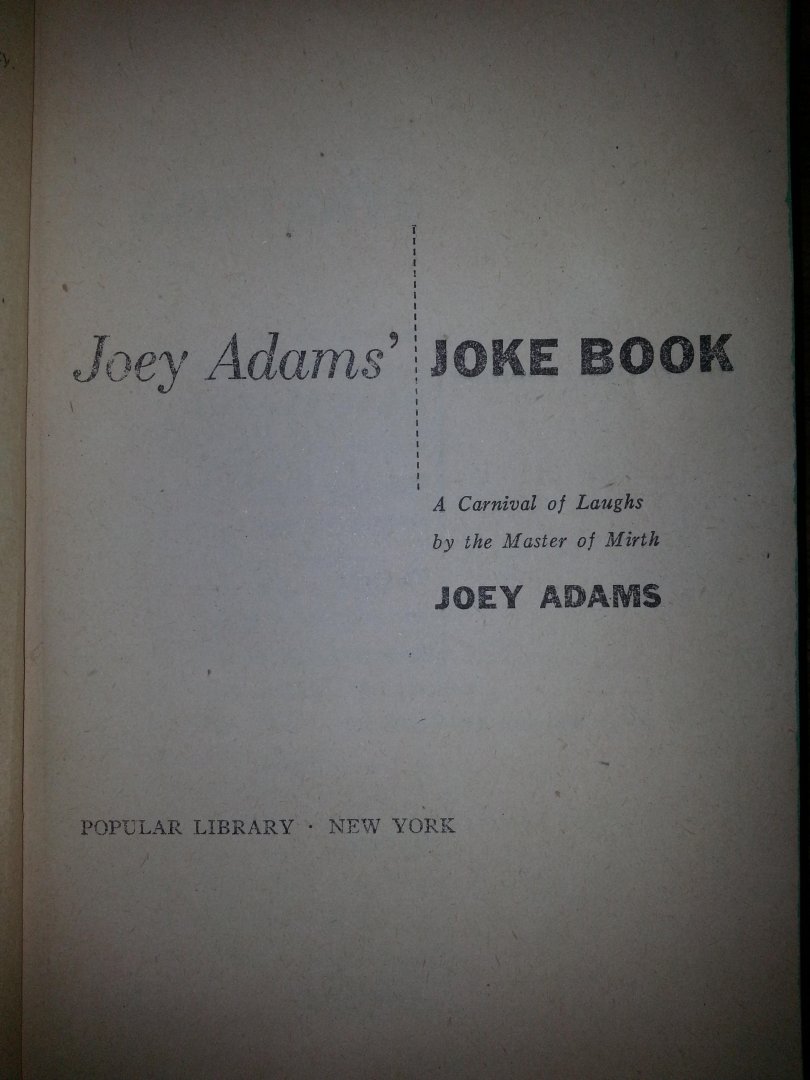 Joey Adams' JOKE BOOK
A Carnival of Laughs
by the Master of Mirth
JOEY ADAMS
POPULAR LIBRARY · NEW YORK